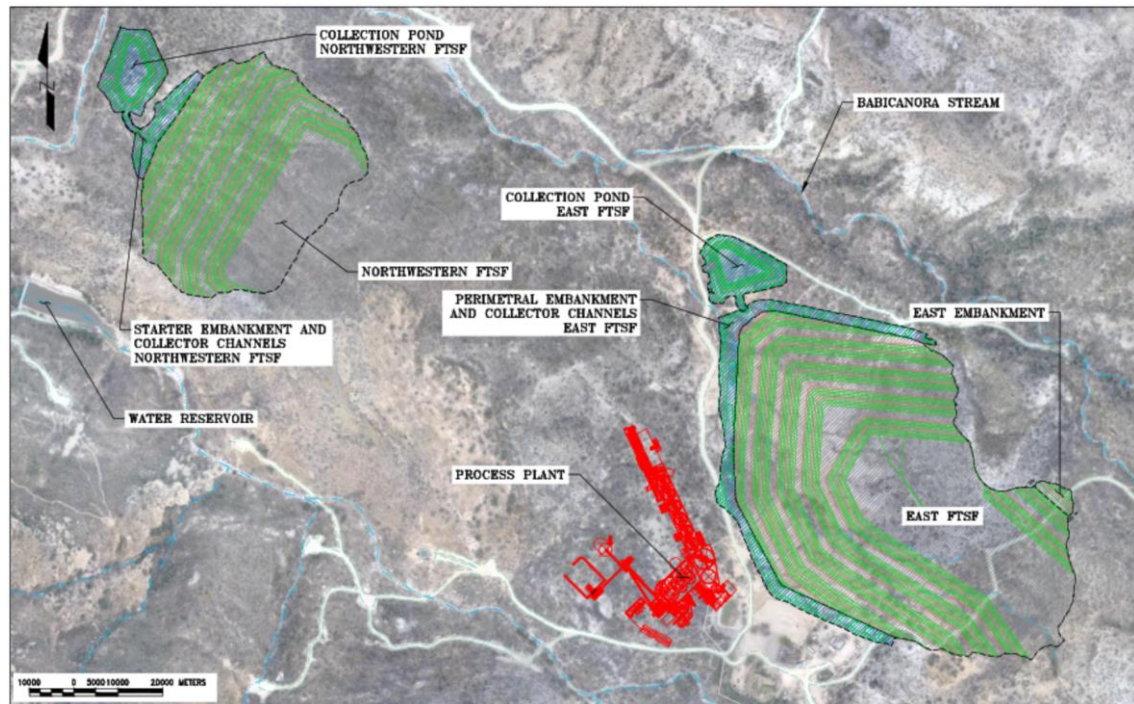 COLLECTION POND
NORTHWESTERN FTSF
BABICANORA STREAM
COLLECTION POND
EAST FTSF
NORTHWESTERN FTSF
PERIMETRAL EMBANKMENT
AND COLLECTOR CHANNELS
EAST FTSF
EAST EMBANKMENT
STARTER EMBANKMENT AND
COLLECTOR CHANNELS
NORTHWESTERN FTSF
WATER RESERVOIR
PROCESS PLANT
EAST FTSF
10000 0 5000 10000 20000 METERS